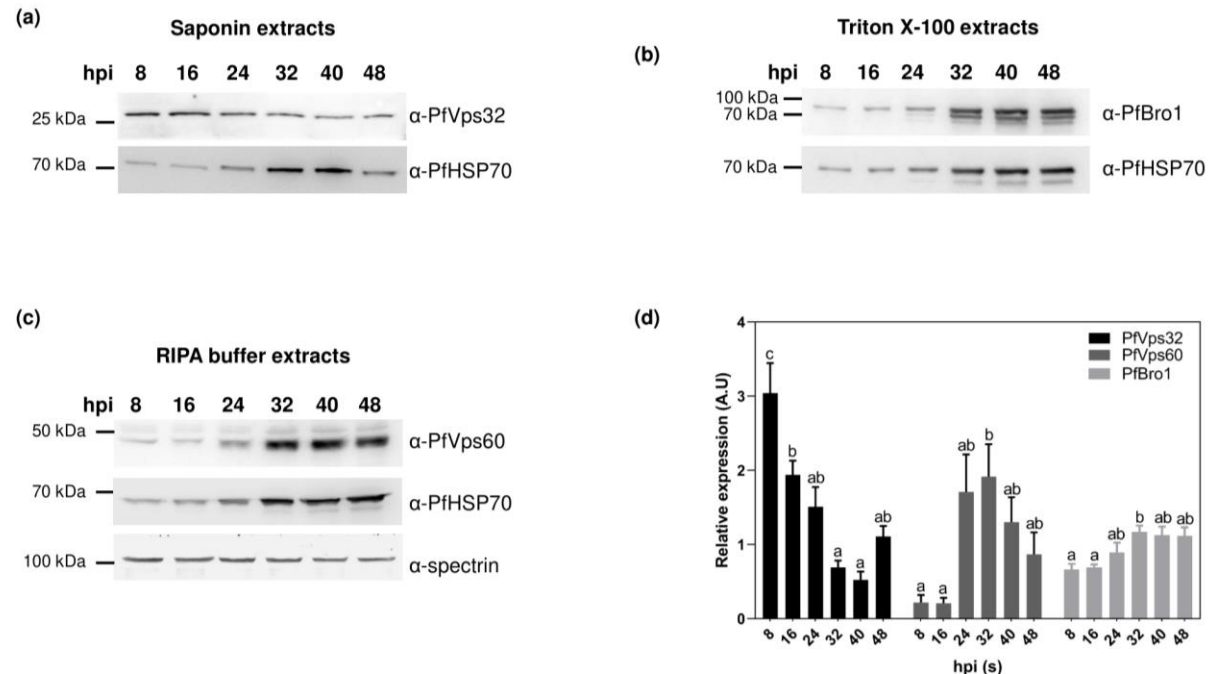 (a)
Saponin extracts
hpi 8 16 24 32 40 48
25 kDa α-PfVps32
70 kDa α-PfHSP70
(b)
Triton X-100 extracts
hpi 8 16 24 32 40 48
100 kDa
70 kDa α-PfBro1
70 kDa α-PfHSP70
(c)
RIPA buffer extracts
hpi 8 16 24 32 40 48
50 kDa α-PfVps60
70 kDa α-PfHSP70
100 kDa α-spectrin
(d)
Relative expression (A.U)
4
3
2
1
0
PfVps32
PfVps60
PfBro1
c b ab a a ab a a ab b ab ab a a ab b ab ab
8 16 24 32 40 48 8 16 24 32 40 48 8 16 24 32 40 48
hpi (s)